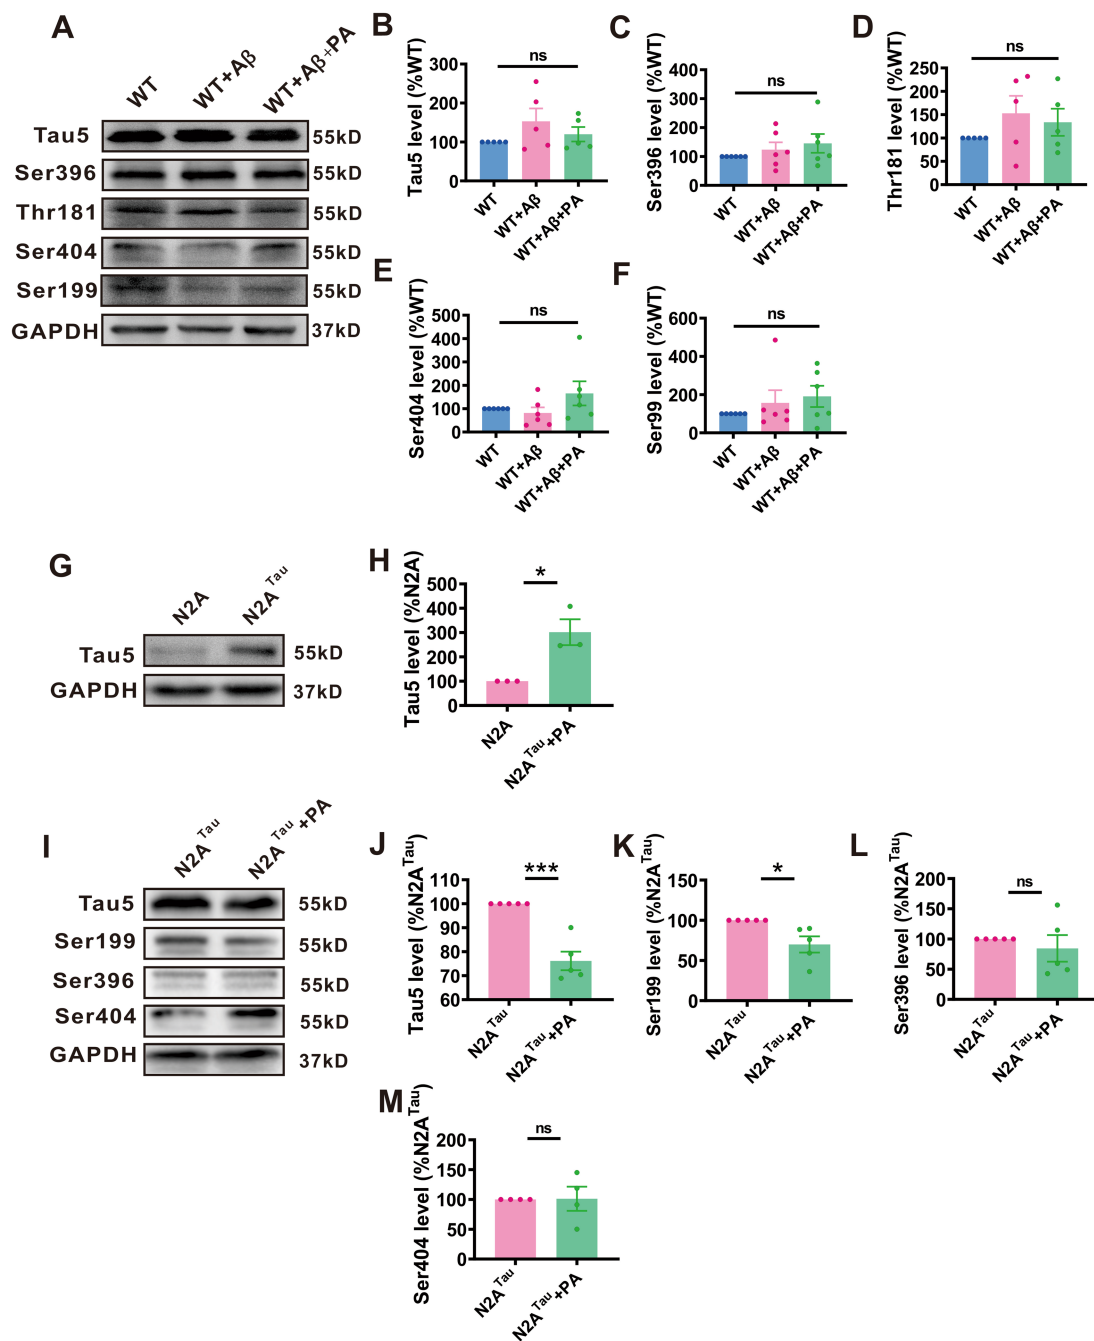 A
WT
WT+Aβ
WT+Aβ+PA
Tau5
55kD
Ser396
55kD
Thr181
55kD
Ser404
55kD
Ser199
55kD
GAPDH
37kD
B
Tau5 level (%WT)
300
200
100
0
ns
WT
WT+Aβ
WT+Aβ+PA
C
Ser396 level (%WT)
400
300
200
100
0
ns
WT
WT+Aβ
WT+Aβ+PA
D
Thr181 level (%WT)
250
200
150
100
50
0
ns
WT
WT+Aβ
WT+Aβ+PA
E
Ser404 level (%WT)
500
400
300
200
100
0
ns
WT
WT+Aβ
WT+Aβ+PA
F
Ser99 level (%WT)
600
400
200
0
ns
WT
WT+Aβ
WT+Aβ+PA
G
N2A
N2A^Tau
Tau5
55kD
GAPDH
37kD
H
Tau5 level (%N2A)
500
400
300
200
100
0
*
N2A
N2A^Tau+PA
I
N2A^Tau
N2A^Tau+PA
Tau5
55kD
Ser199
55kD
Ser396
55kD
Ser404
55kD
GAPDH
37kD
J
Tau5 level (%N2A^Tau)
110
100
90
80
70
60
***
N2A^Tau
N2A^Tau+PA
K
Ser199 level (%N2A^Tau)
150
100
50
0
*
N2A^Tau
N2A^Tau+PA
L
Ser396 level (%N2A^Tau)
200
150
100
50
0
ns
N2A^Tau
N2A^Tau+PA
M
Ser404 level (%N2A^Tau)
200
150
100
50
0
ns
N2A^Tau
N2A^Tau+PA